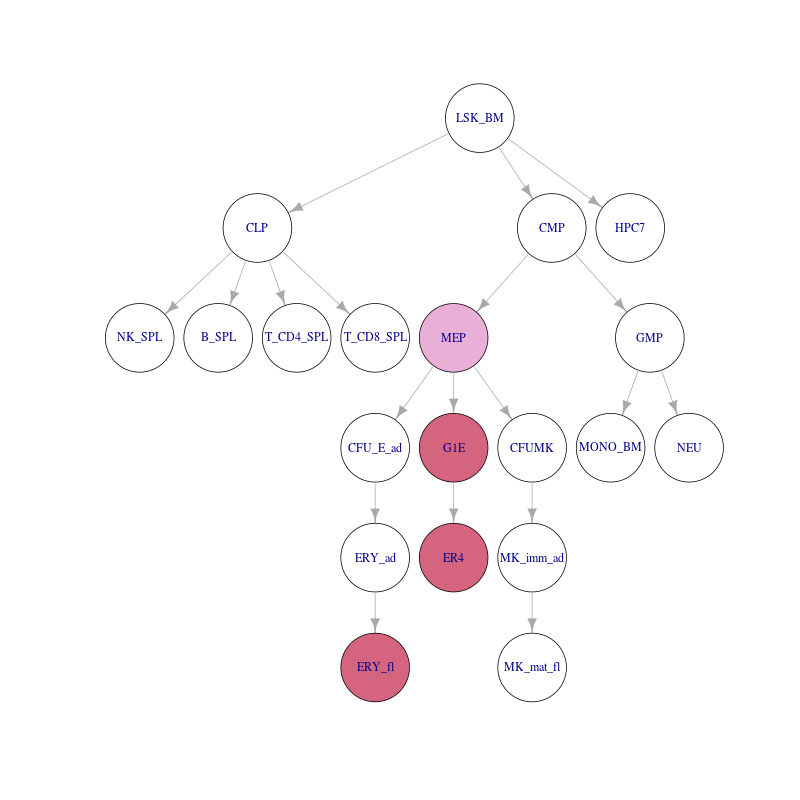 LSK_BM
CLP
CMP
HPC7
NK_SPL
B_SPL
T_CD4_SPL
T_CD8_SPL
MEP
GMP
CFU_E_ad
G1E
CFUMK
MONO_BM
NEU
ERY_ad
ER4
MK_imm_ad
ERY_fl
MK_mat_fl